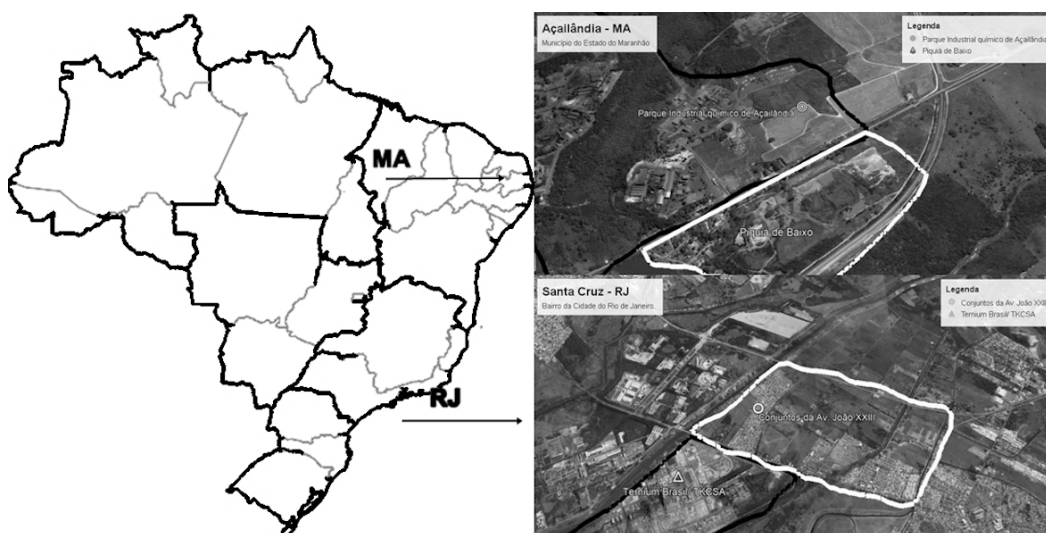 MA
RJ
Açailândia - MA
Município do Estado do Maranhão
Legenda
Parque Industrial químico de Açailândia
Piquiá de Baixo
Parque Industrial químico de Açailândia
Piquiá de Baixo
Santa Cruz - RJ
Bairro da Cidade do Rio de Janeiro.
Legenda
Conjuntos da Av. João XXIII
Ternium Brasil/ TKCSA
Conjuntos da Av. João XXIII
Ternium Brasil/ TKCSA